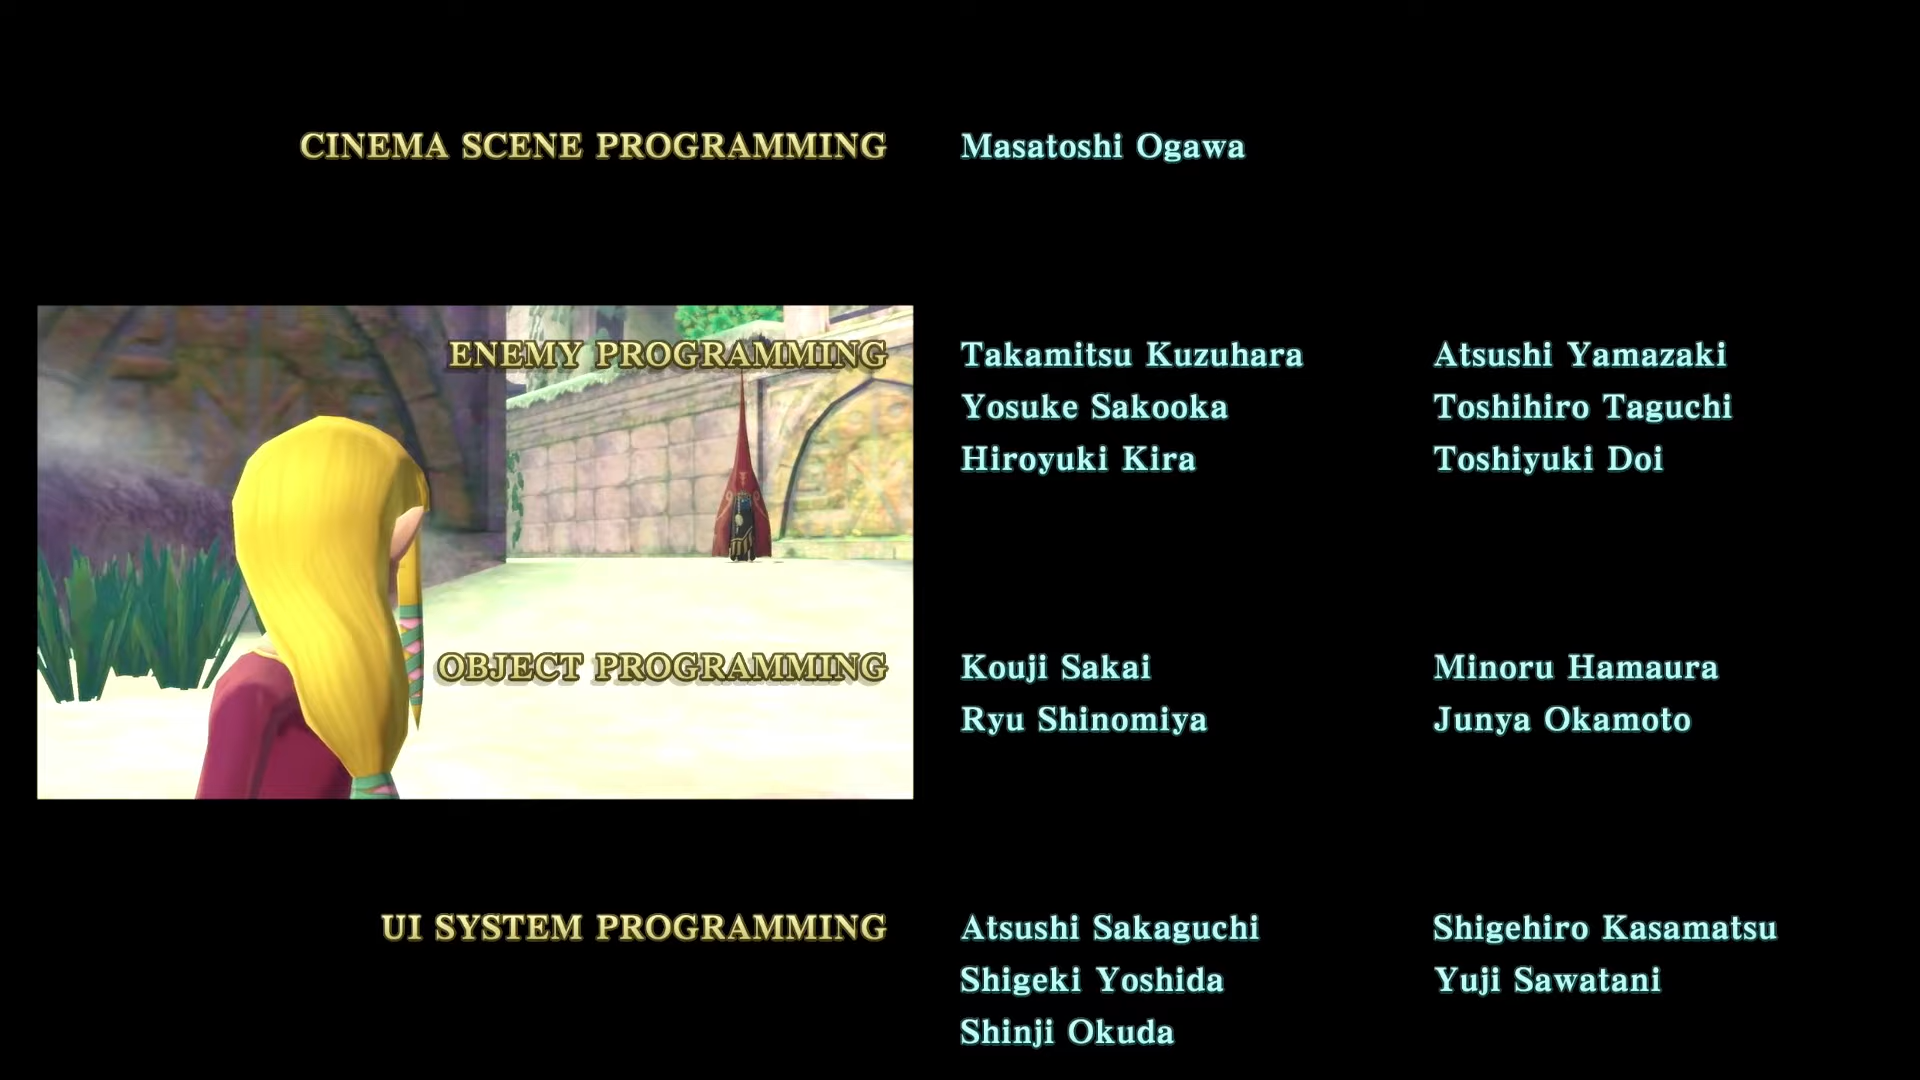 CINEMA SCENE PROGRAMMING Masatoshi Ogawa
ENEMY PROGRAMMING Takamitsu Kuzuhara Atsushi Yamazaki
Yosuke Sakooka Toshihiro Taguchi
Hiroyuki Kira Toshiyuki Doi
OBJECT PROGRAMMING Kouji Sakai Minoru Hamaura
Ryu Shinomiya Junya Okamoto
UI SYSTEM PROGRAMMING Atsushi Sakaguchi Shigehiro Kasamatsu
Shigeki Yoshida Yuji Sawatani
Shinji Okuda